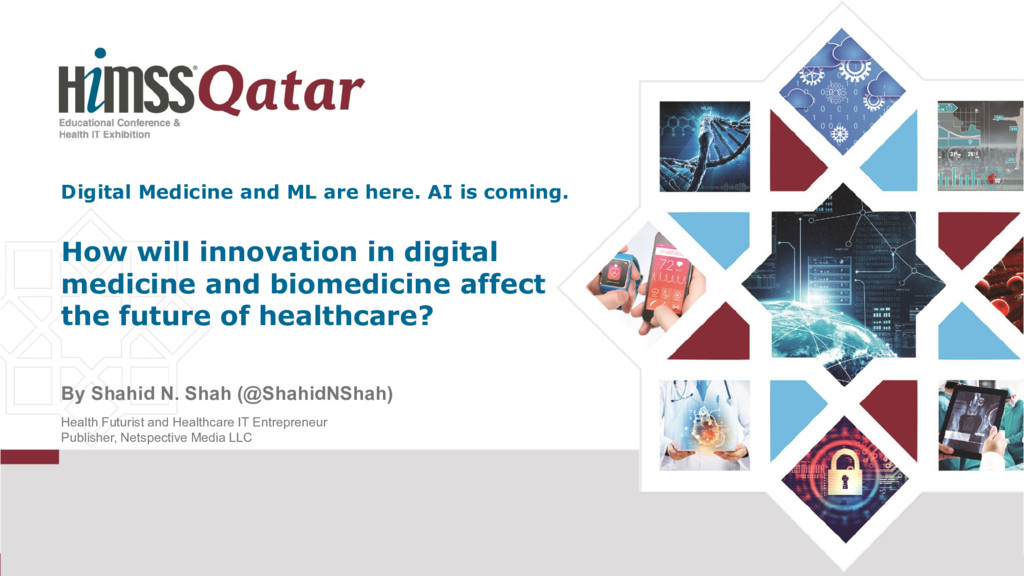 HiMSS® Qatar
Educational Conference &
Health IT Exhibition
Digital Medicine and ML are here. AI is coming.
How will innovation in digital
medicine and biomedicine affect
the future of healthcare?
By Shahid N. Shah (@ShahidNShah)
Health Futurist and Healthcare IT Entrepreneur
Publisher, Netspective Media LLC
72